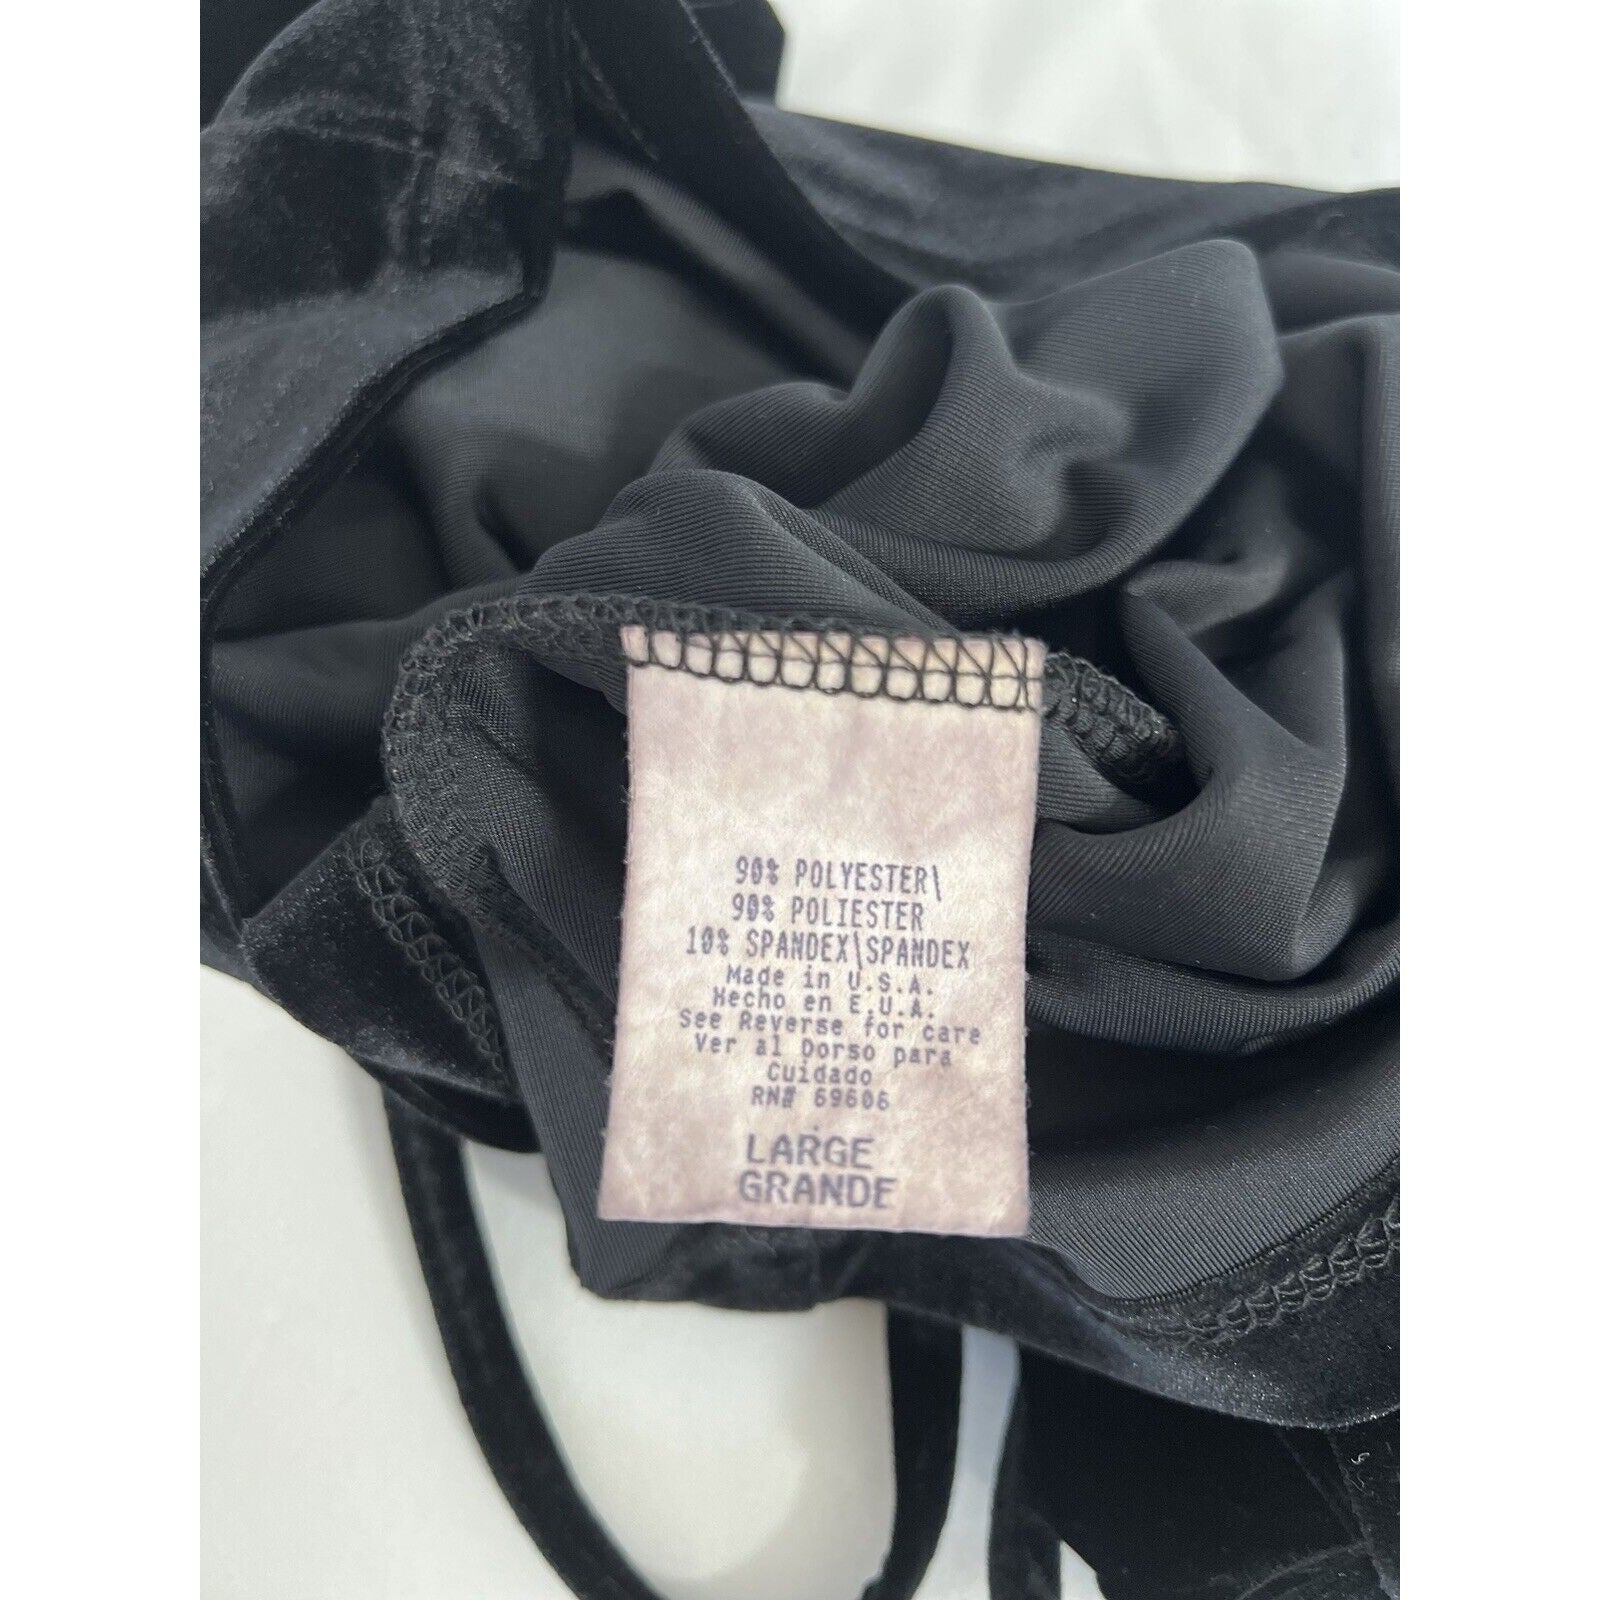 90% POLYESTER\
90% POLIESTER
10% SPANDEX\SPANDEX
Made in U.S.A.
Hecho en E.U.A.
See Reverse for care
Ver al Dorso para
Cuidado
RN# 69606
LARGE
GRANDE